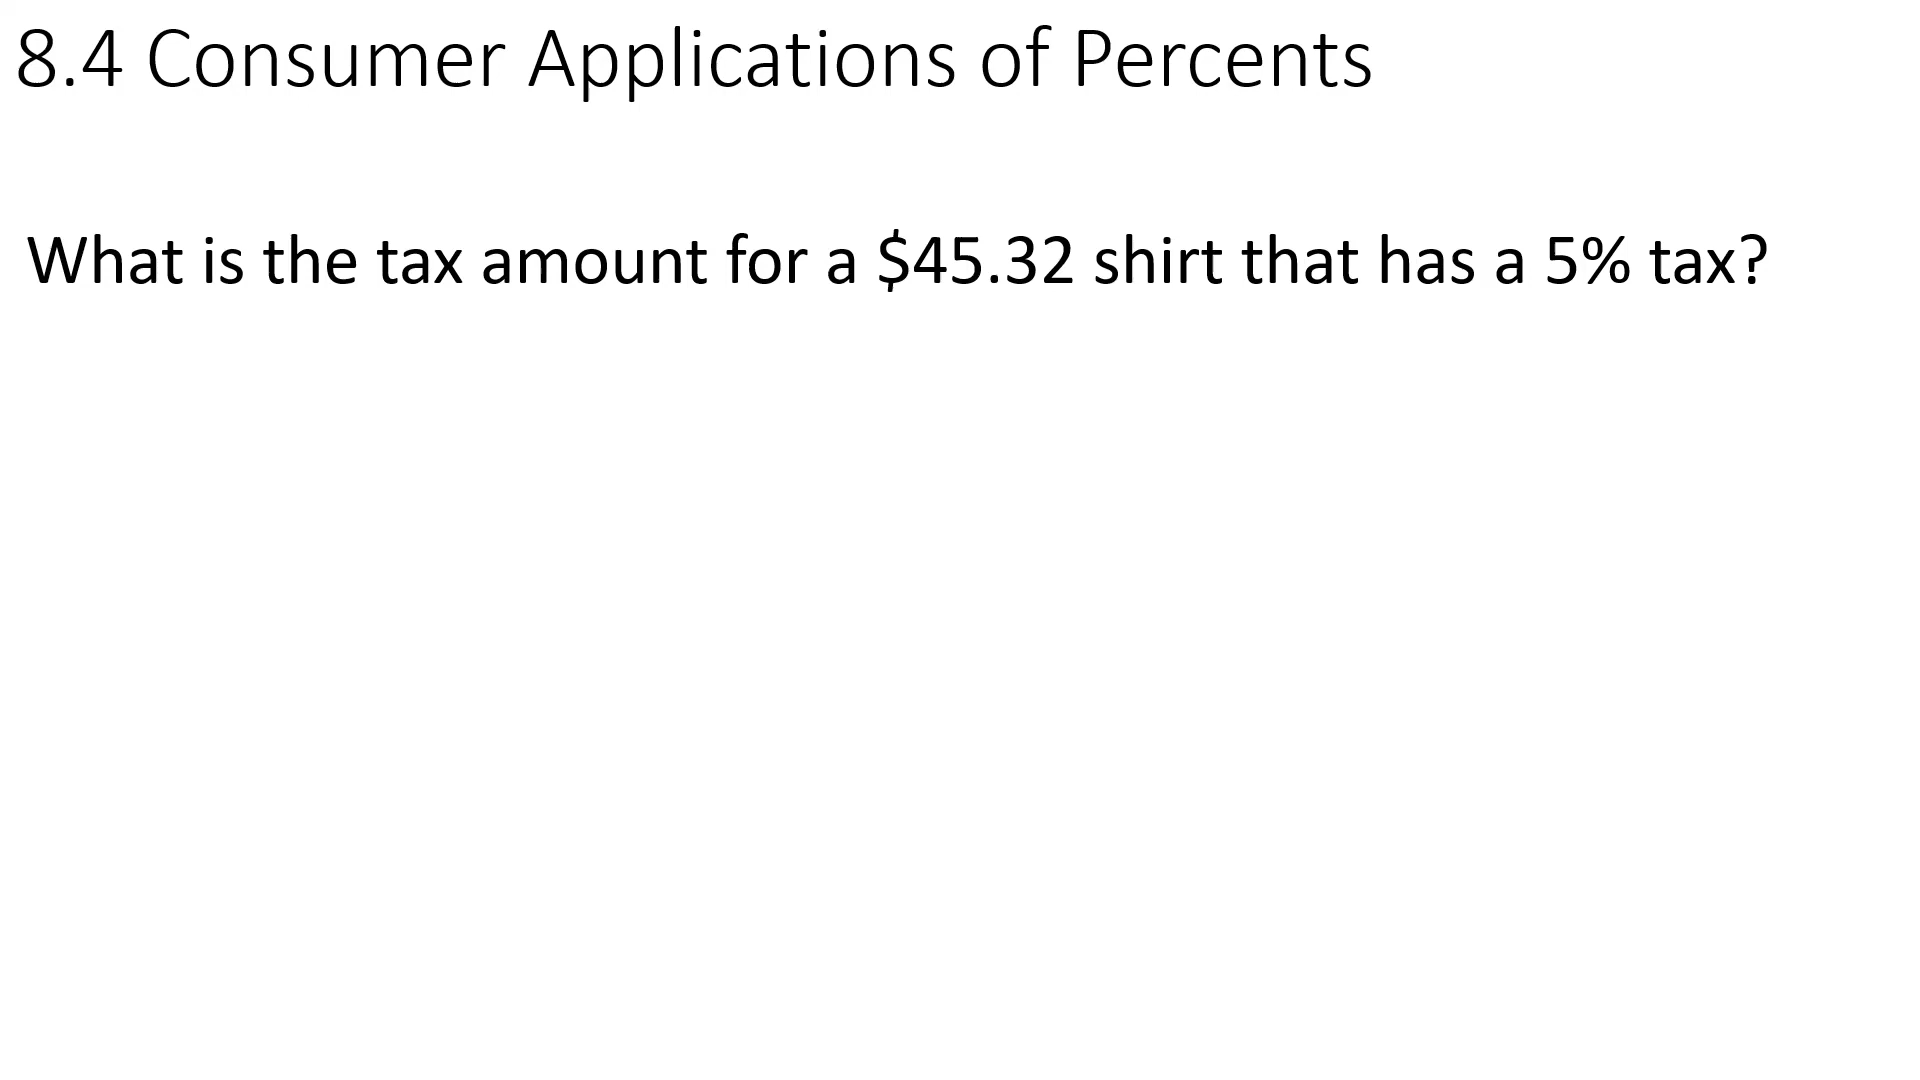 8.4 Consumer Applications of Percents
What is the tax amount for a $45.32 shirt that has a 5% tax?